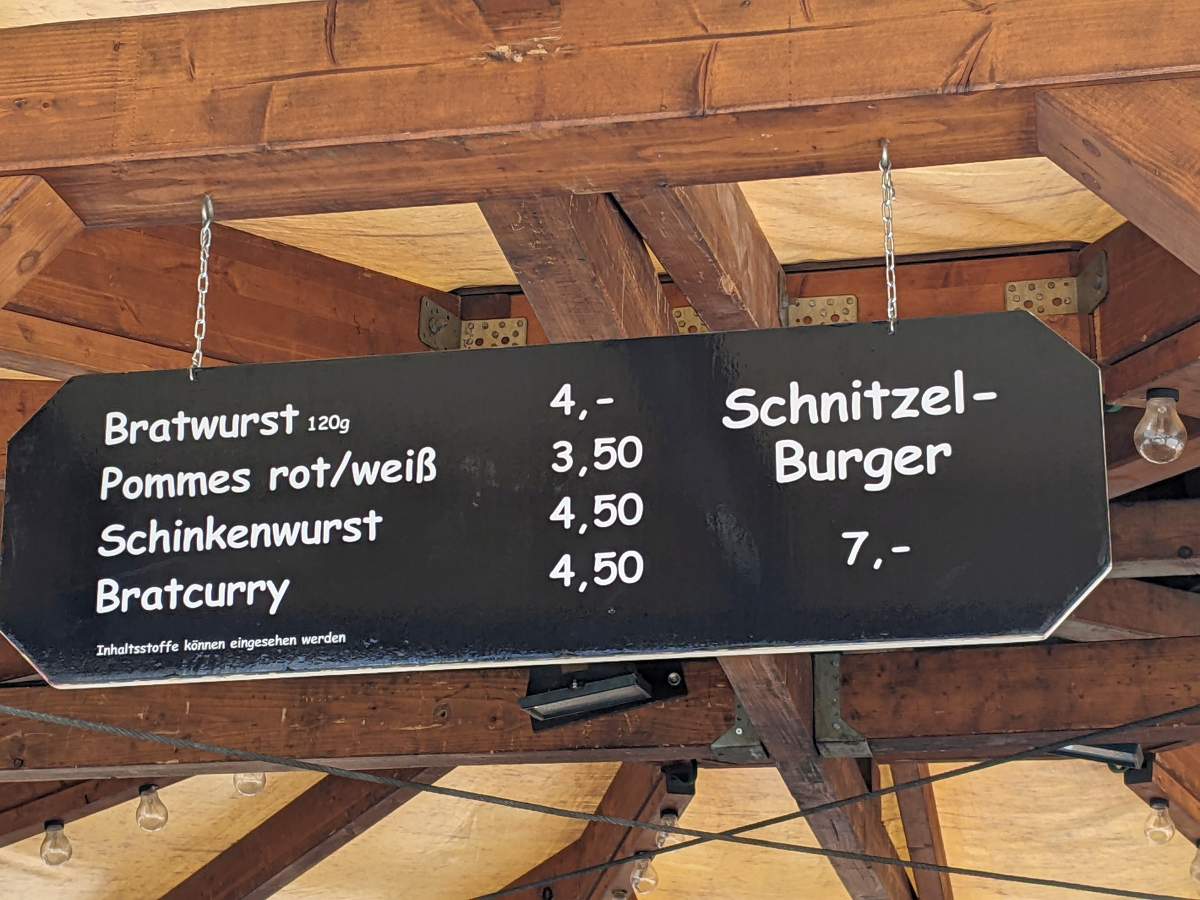 Bratwurst 120g 4,-
Pommes rot/weiß 3,50
Schinkenwurst 4,50
Bratcurry 4,50
Inhaltsstoffe können eingesehen werden
Schnitzel-
Burger
7,-